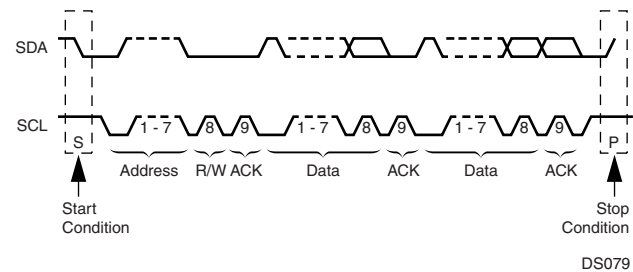 SDA
SCL
S
1 - 7
8
9
1 - 7
8
9
1 - 7
8
9
P
Address
R/W
ACK
Data
ACK
Data
ACK
Start
Condition
Stop
Condition
DS079